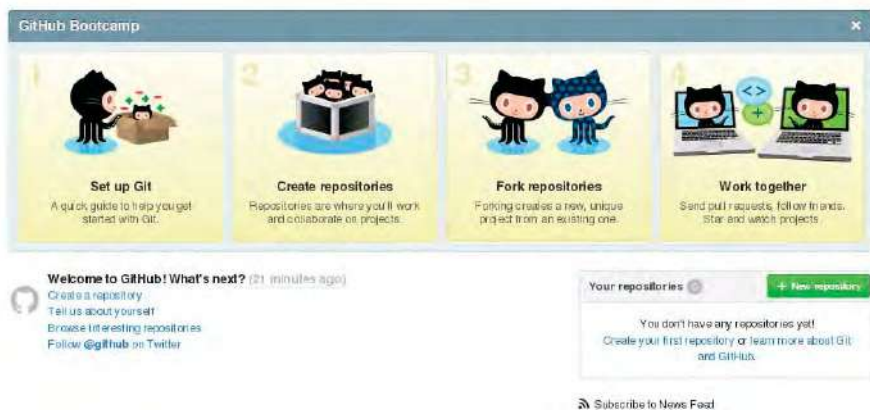 GitHub Bootcamp
×
1
Set up Git
A quick guide to help you get
started with Git.
2
Create repositories
Repositories are where you'll work
and collaborate on projects.
3
Fork repositories
Forking creates a new, unique
project from an existing one.
4
<> +
Work together
Send pull requests, follow friends.
Star and watch projects.
Welcome to GitHub! What's next? (21 minutes ago)
Create a repository
Tell us about yourself
Browse interesting repositories
Follow @github on Twitter
Your repositories 0
+ New repository
You don't have any repositories yet!
Create your first repository or learn more about Git
and GitHub.
Subscribe to News Feed